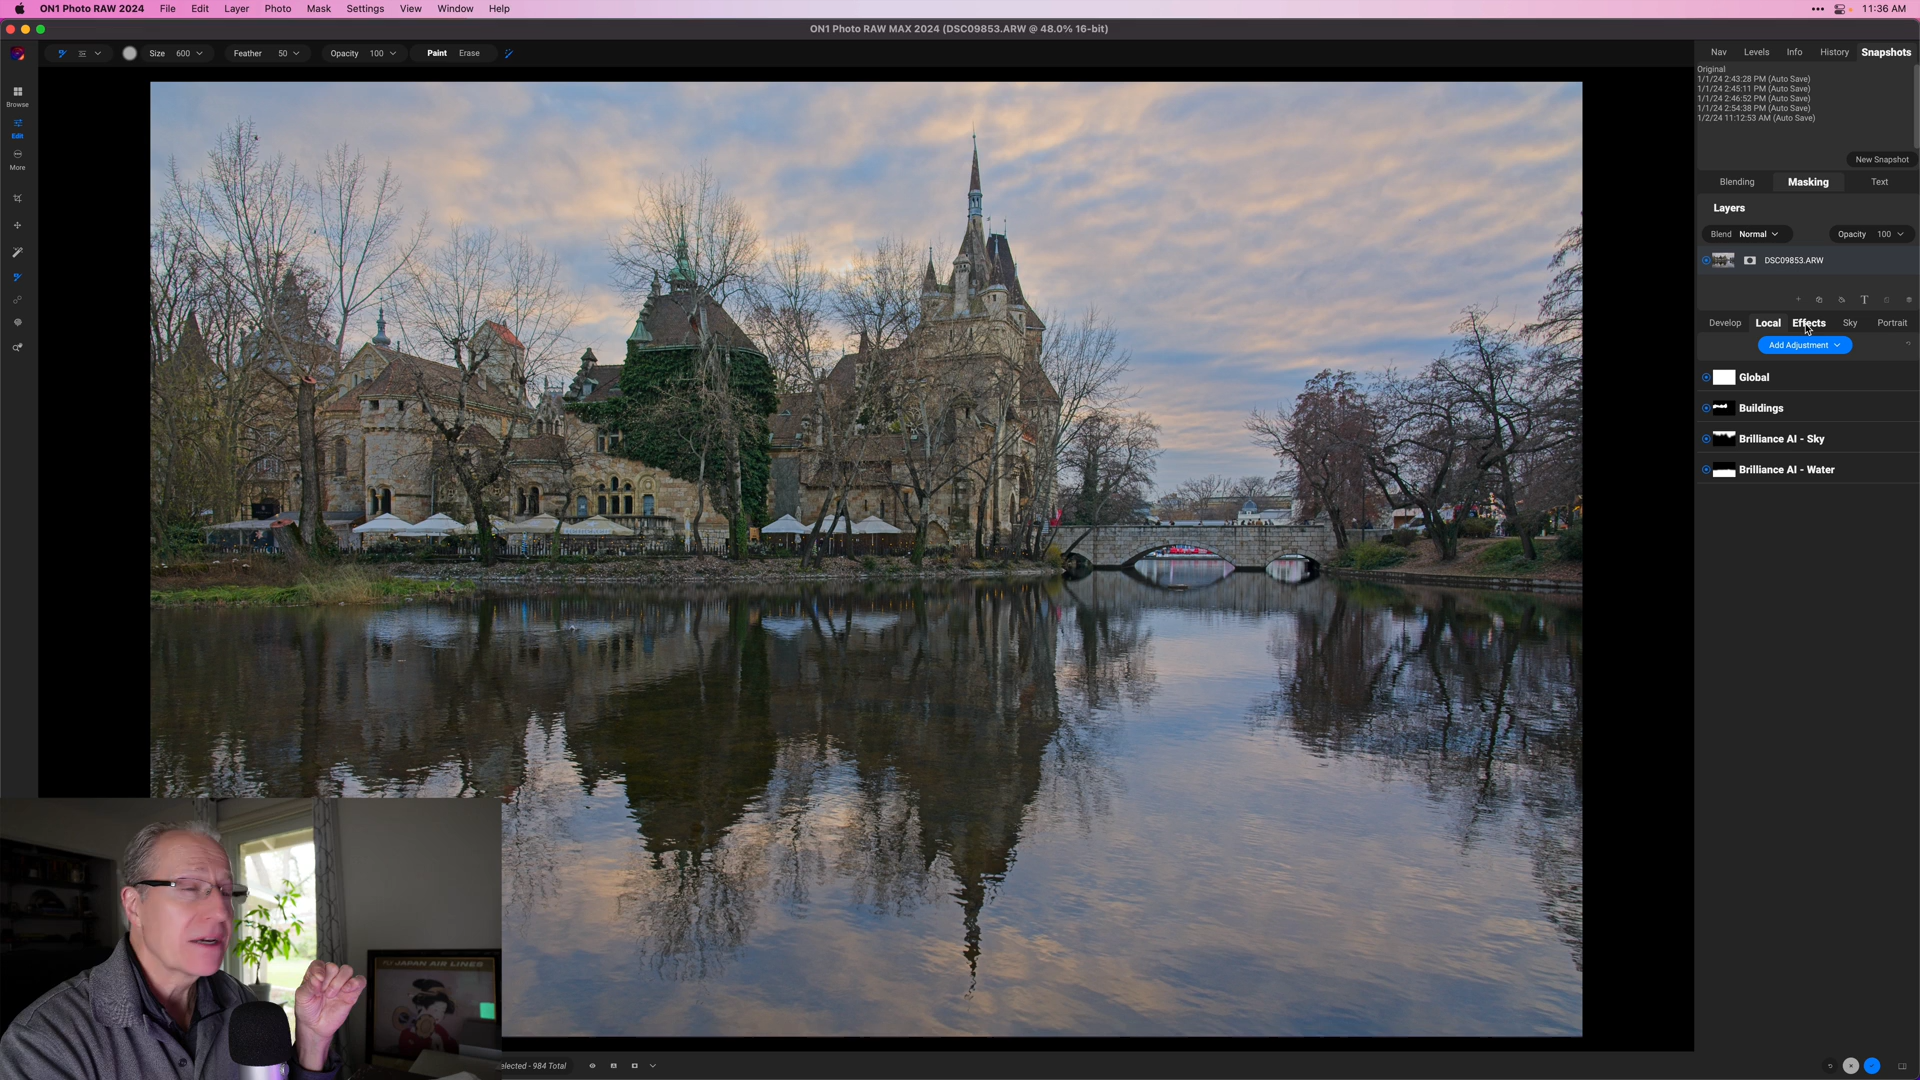 ON1 Photo RAW 2024 File Edit Layer Photo Mask Settings View Window Help 11:36 AM
ON1 Photo RAW MAX 2024 (DSC09853.ARW @ 48.0% 16-bit)
Size 600 Feather 50 Opacity 100 Paint Erase
Nav Levels Info History Snapshots
Original
1/1/24 2:43:28 PM (Auto Save)
1/1/24 2:45:11 PM (Auto Save)
1/1/24 2:46:52 PM (Auto Save)
1/1/24 2:54:38 PM (Auto Save)
1/2/24 11:12:53 AM (Auto Save)
New Snapshot
Browse
Edit
More
Blending Masking Text
Layers
Blend Normal Opacity 100
DSC09853.ARW
T
Develop Local Effects Sky Portrait
Add Adjustment
Global
Buildings
Brilliance AI - Sky
Brilliance AI - Water
JAPAN AIR LINES
elected - 984 Total